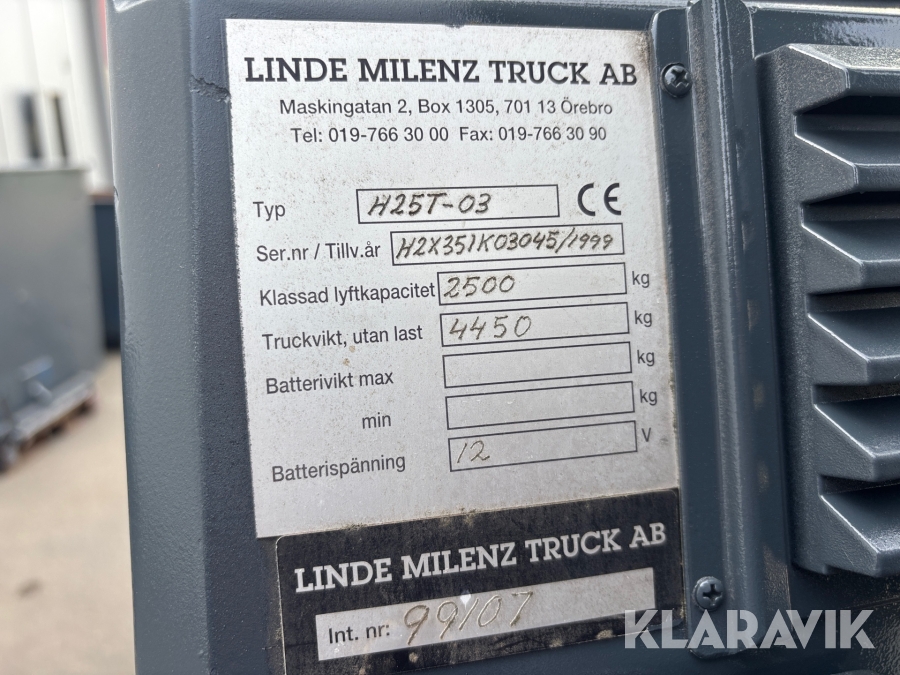 LINDE MILENZ TRUCK AB
Maskingatan 2, Box 1305, 701 13 Örebro
Tel: 019-766 30 00 Fax: 019-766 30 90
Typ H25T-03 CE
Ser.nr / Tillv.år H2X351K03045/1999
Klassad lyftkapacitet 2500 kg
Truckvikt, utan last 4450 kg
Batterivikt max kg
min kg
Batterispänning 12 V
LINDE MILENZ TRUCK AB
Int. nr: 99107
KLARAVIK